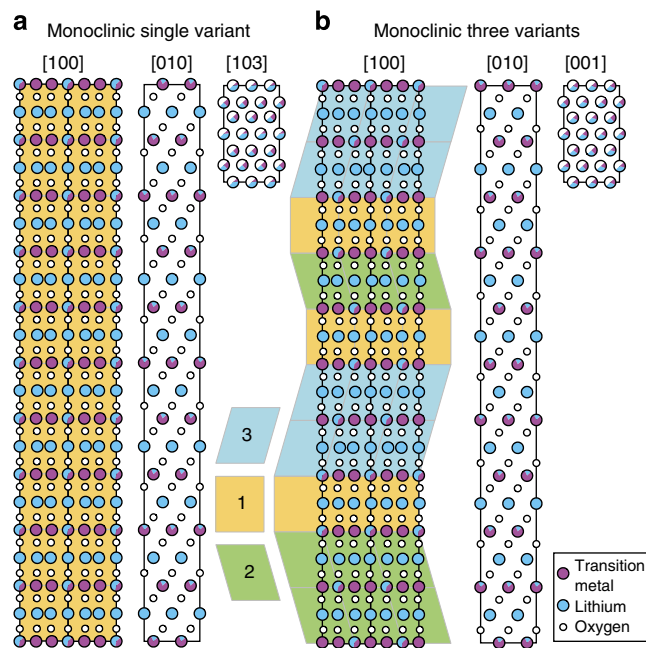 a Monoclinic single variant
[100] [010] [103]
b Monoclinic three variants
[100] [010] [001]
3
1
2
Transition
metal
Lithium
Oxygen